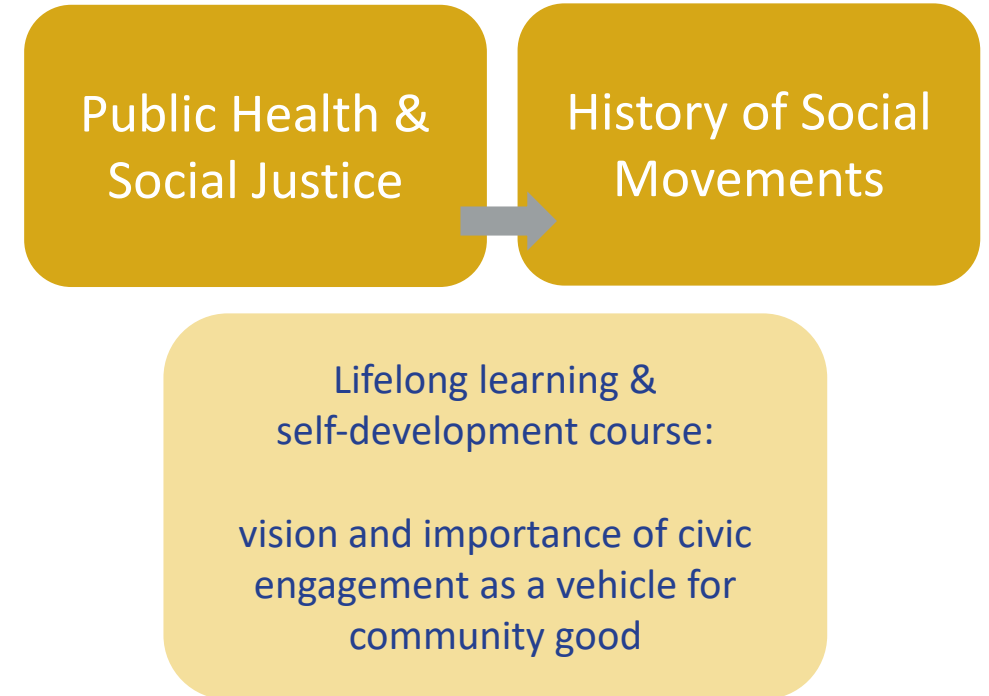 Public Health &
Social Justice
History of Social
Movements
Lifelong learning &
self-development course:
vision and importance of civic
engagement as a vehicle for
community good